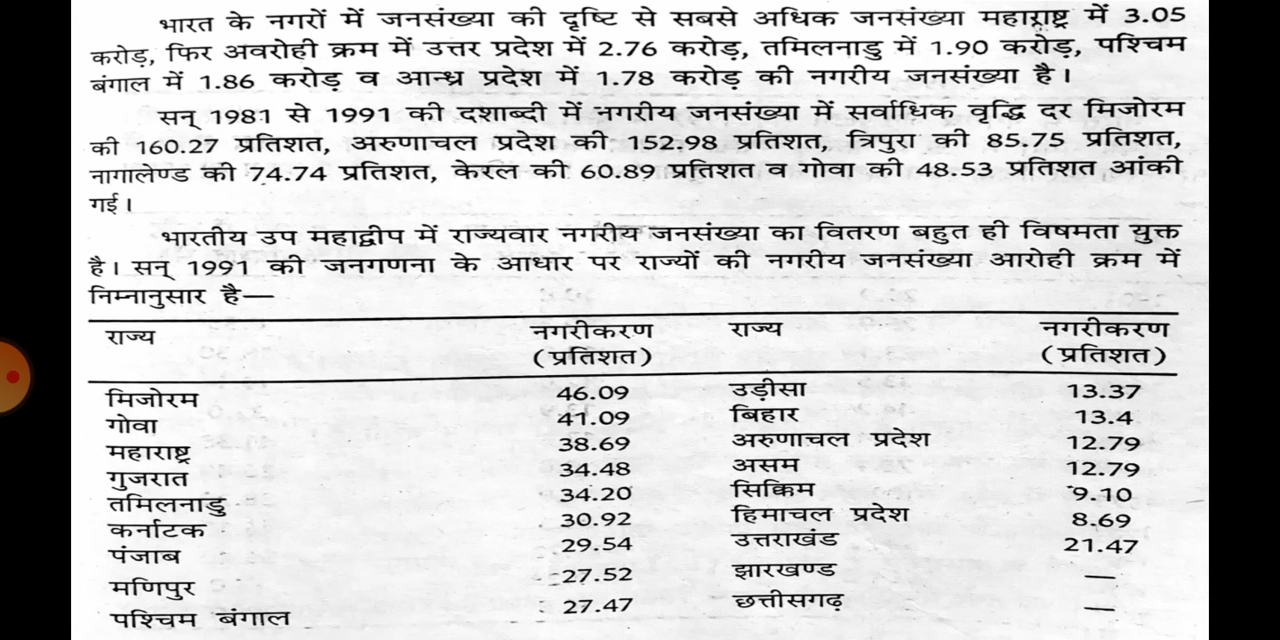 भारत के नगरों में जनसंख्या की दृष्टि से सबसे अधिक जनसंख्या महाराष्ट्र में 3.05
करोड़, फिर अवरोही क्रम में उत्तर प्रदेश में 2.76 करोड़, तमिलनाडु में 1.90 करोड़, पश्चिम
बंगाल में 1.86 करोड़ व आन्ध्र प्रदेश में 1.78 करोड़ की नगरीय जनसंख्या है।
सन् 1981 से 1991 की दशाब्दी में नगरीय जनसंख्या में सर्वाधिक वृद्धि दर मिजोरम
की 160.27 प्रतिशत, अरुणाचल प्रदेश की 152.98 प्रतिशत, त्रिपुरा की 85.75 प्रतिशत,
नागालैण्ड की 74.74 प्रतिशत, केरल की 60.89 प्रतिशत व गोवा की 48.53 प्रतिशत आंकी
गई।
भारतीय उप महाद्वीप में राज्यवार नगरीय जनसंख्या का वितरण बहुत ही विषमता युक्त
है। सन् 1991 की जनगणना के आधार पर राज्यों की नगरीय जनसंख्या आरोही क्रम में
निम्नानुसार है—
राज्य नगरीकरण राज्य नगरीकरण
(प्रतिशत) (प्रतिशत)
मिजोरम 46.09 उड़ीसा 13.37
गोवा 41.09 बिहार 13.4
महाराष्ट्र 38.69 अरुणाचल प्रदेश 12.79
गुजरात 34.48 असम 12.79
तमिलनाडु 34.20 सिक्किम 9.10
कर्नाटक 30.92 हिमाचल प्रदेश 8.69
पंजाब 29.54 उत्तराखंड 21.47
मणिपुर 27.52 झारखण्ड —
पश्चिम बंगाल 27.47 छत्तीसगढ़ —